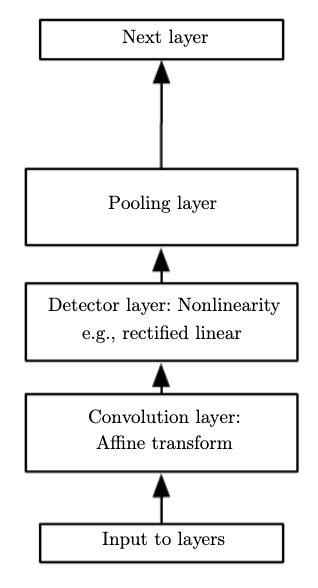 Next layer
Pooling layer
Detector layer: Nonlinearity
e.g., rectified linear
Convolution layer:
Affine transform
Input to layers